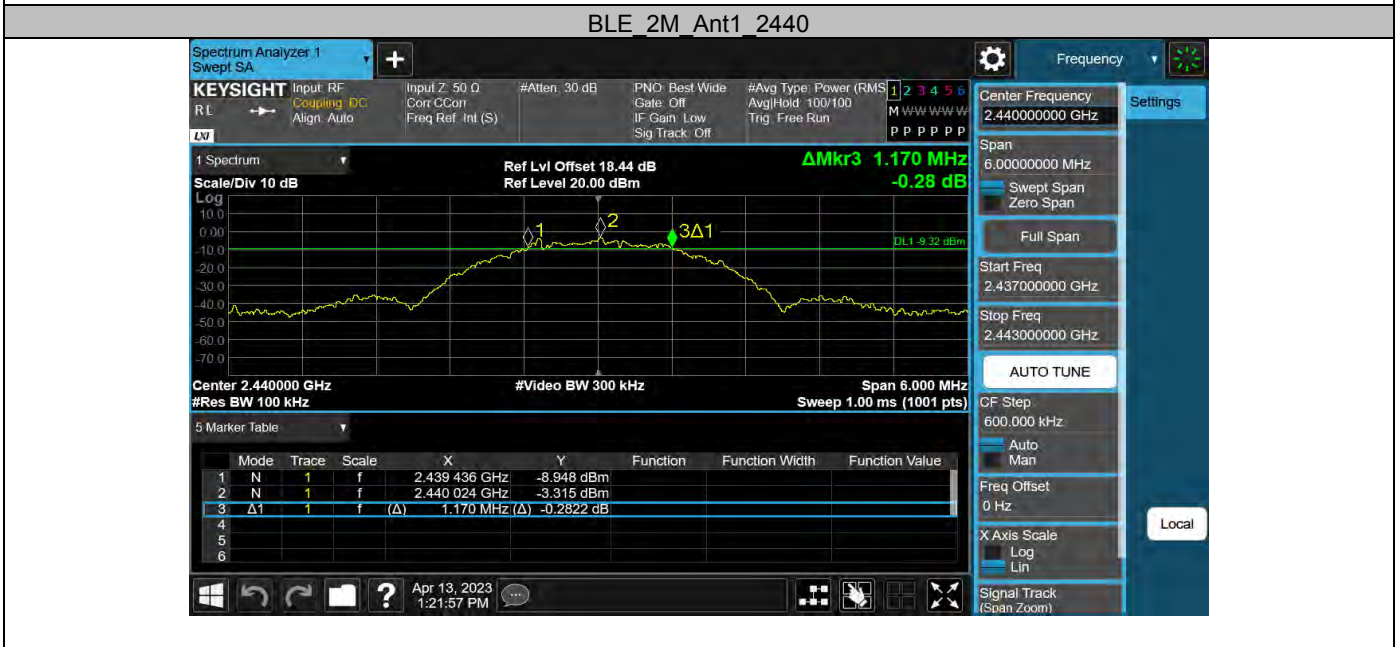 BLE_2M_Ant1_2440
Spectrum Analyzer 1
Swept SA
+
Frequency
KEYSIGHT
RL
LXI
Input: RF
Coupling: DC
Align: Auto
Input Z: 50 Ω
Corr CCorr
Freq Ref: Int (S)
#Atten: 30 dB
PNO: Best Wide
Gate: Off
IF Gain: Low
Sig Track: Off
#Avg Type: Power (RMS
Avg|Hold: 100/100
Trig: Free Run
1 2 3 4 5 6
M W W W W W
P P P P P P
1 Spectrum
Scale/Div 10 dB
Ref Lvl Offset 18.44 dB
Ref Level 20.00 dBm
ΔMkr3 1.170 MHz
-0.28 dB
Log
10.0
0.00
-10.0
-20.0
-30.0
-40.0
-50.0
-60.0
-70.0
1
2
3Δ1
DL1 -9.32 dBm
Center 2.440000 GHz
#Video BW 300 kHz
Span 6.000 MHz
#Res BW 100 kHz
Sweep 1.00 ms (1001 pts)
5 Marker Table
Mode Trace Scale X Y Function Function Width Function Value
1 N 1 f 2.439 436 GHz -8.948 dBm
2 N 1 f 2.440 024 GHz -3.315 dBm
3 Δ1 1 f (Δ) 1.170 MHz (Δ) -0.2822 dB
4
5
6
?
Apr 13, 2023
1:21:57 PM
Center Frequency
2.440000000 GHz
Settings
Span
6.00000000 MHz
Swept Span
Zero Span
Full Span
Start Freq
2.437000000 GHz
Stop Freq
2.443000000 GHz
AUTO TUNE
CF Step
600.000 kHz
Auto
Man
Freq Offset
0 Hz
Local
X Axis Scale
Log
Lin
Signal Track
(Span Zoom)